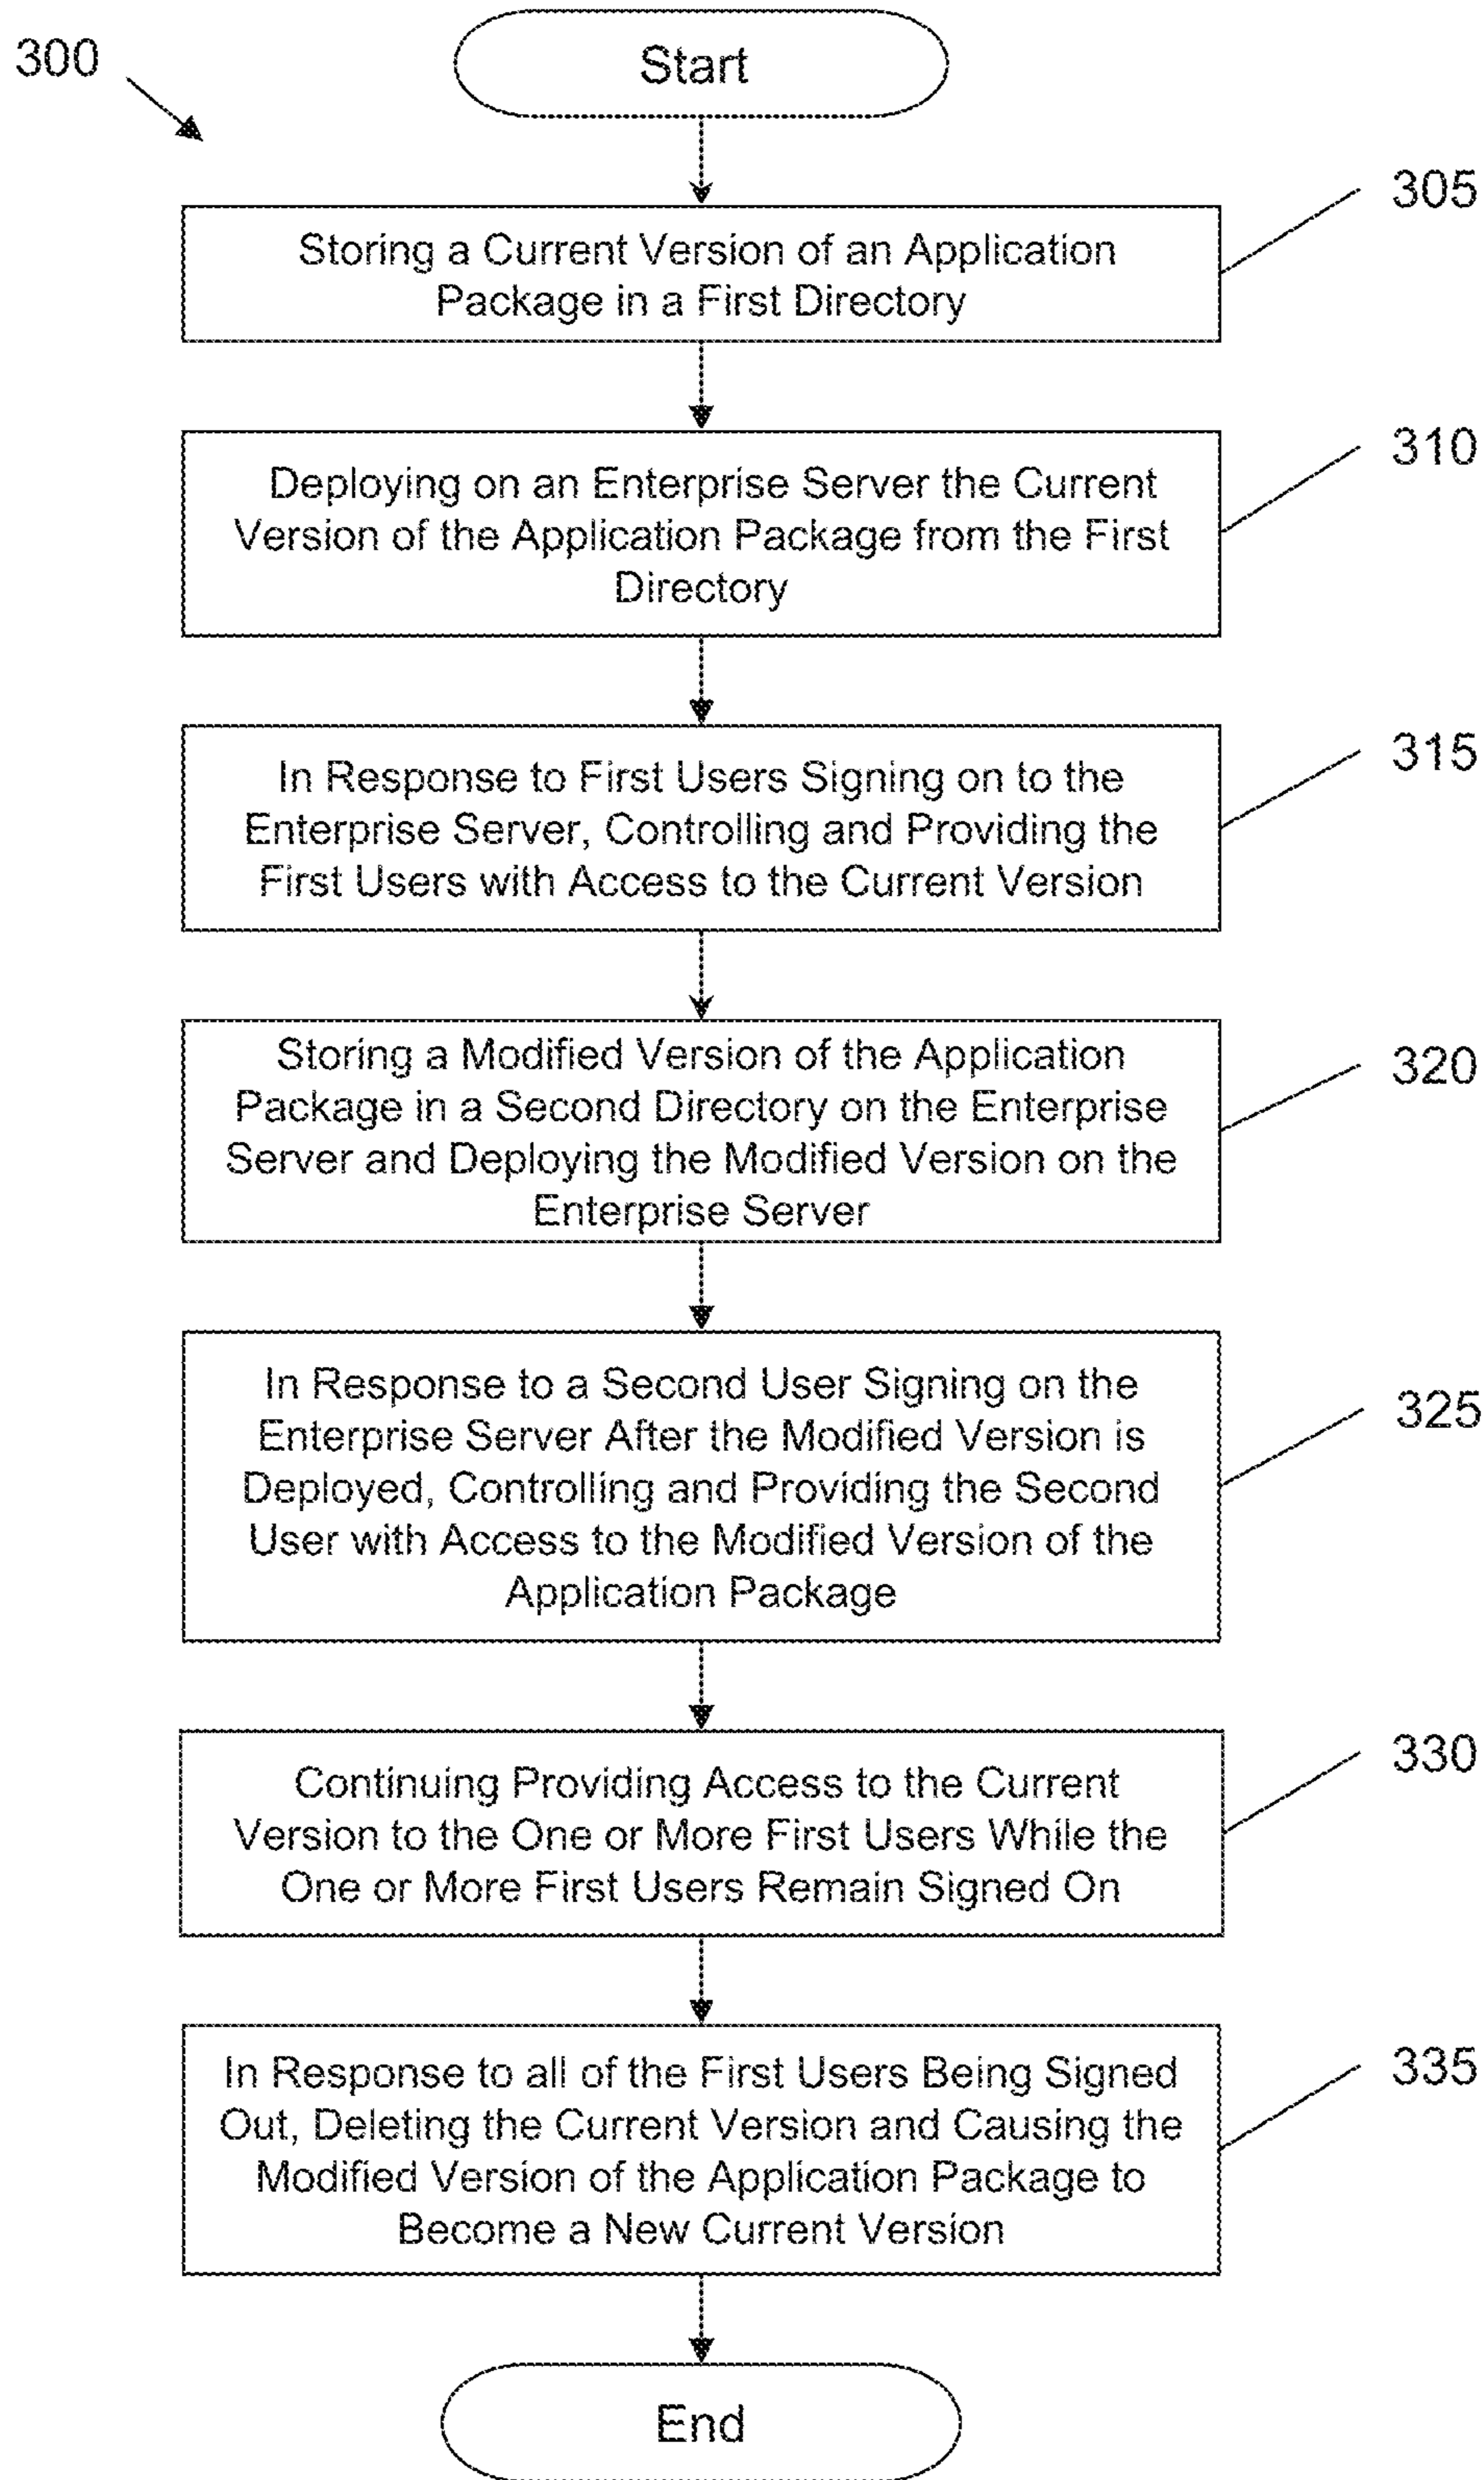 300
Start
305
Storing a Current Version of an Application
Package in a First Directory
310
Deploying on an Enterprise Server the Current
Version of the Application Package from the First
Directory
315
In Response to First Users Signing on to the
Enterprise Server, Controlling and Providing the
First Users with Access to the Current Version
320
Storing a Modified Version of the Application
Package in a Second Directory on the Enterprise
Server and Deploying the Modified Version on the
Enterprise Server
325
In Response to a Second User Signing on the
Enterprise Server After the Modified Version is
Deployed, Controlling and Providing the Second
User with Access to the Modified Version of the
Application Package
330
Continuing Providing Access to the Current
Version to the One or More First Users While the
One or More First Users Remain Signed On
335
In Response to all of the First Users Being Signed
Out, Deleting the Current Version and Causing the
Modified Version of the Application Package to
Become a New Current Version
End